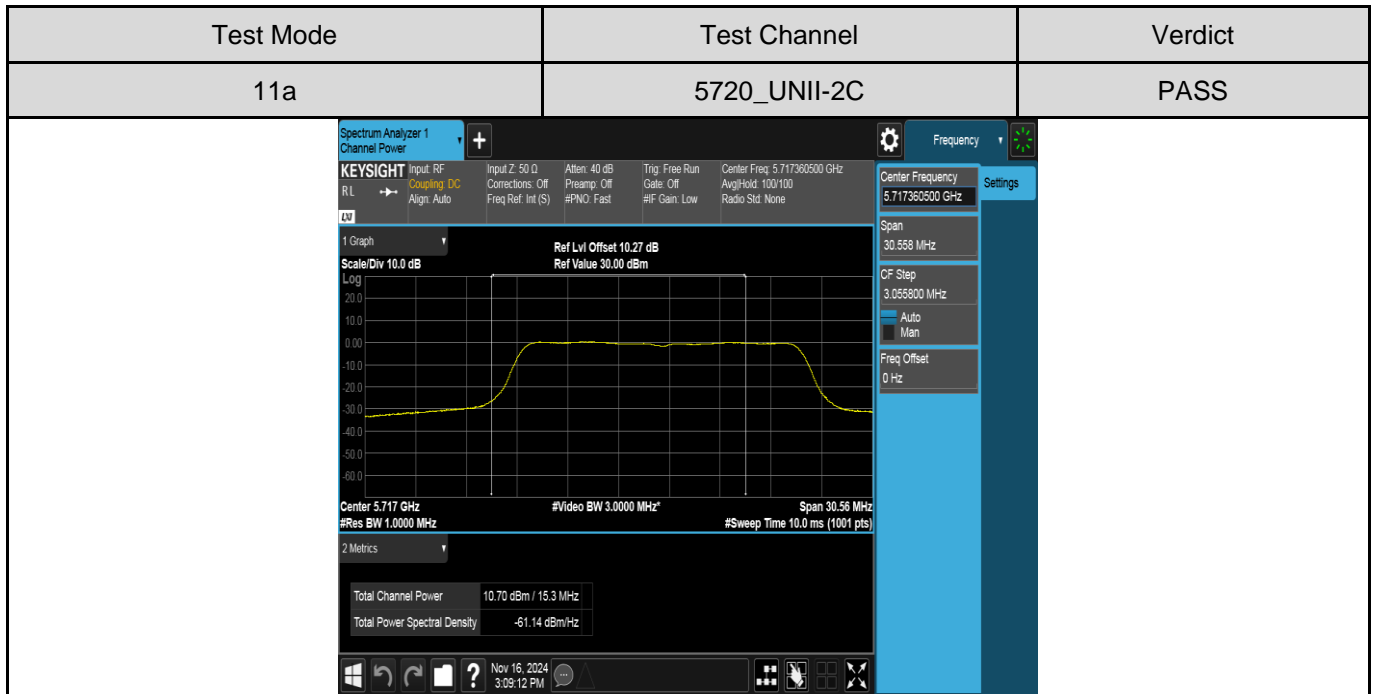 Test Mode Test Channel Verdict
11a 5720_UNII-2C PASS
Spectrum Analyzer 1
Channel Power
+
Frequency
KEYSIGHT Input: RF Input Z: 50 Ω Atten: 40 dB Trig: Free Run Center Freq: 5.717360500 GHz
RL Coupling: DC Corrections: Off Preamp: Off Gate: Off Avg|Hold: 100/100
Align: Auto Freq Ref: Int (S) #PNO: Fast #IF Gain: Low Radio Std: None
LXI
Center Frequency
5.717360500 GHz
Settings
Span
30.558 MHz
CF Step
3.055800 MHz
Auto
Man
Freq Offset
0 Hz
1 Graph
Ref Lvl Offset 10.27 dB
Scale/Div 10.0 dB Ref Value 30.00 dBm
Log
20.0
10.0
0.00
-10.0
-20.0
-30.0
-40.0
-50.0
-60.0
Center 5.717 GHz #Video BW 3.0000 MHz* Span 30.56 MHz
#Res BW 1.0000 MHz #Sweep Time 10.0 ms (1001 pts)
2 Metrics
Total Channel Power 10.70 dBm / 15.3 MHz
Total Power Spectral Density -61.14 dBm/Hz
? Nov 16, 2024
3:09:12 PM